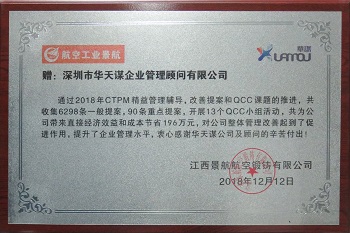 航空工业景航
华谋
赠：深圳市华天谋企业管理顾问有限公司
通过2018年CTPM精益管理辅导，改善提案和QCC课题的推进，共
收集6298条一般提案，90条重点提案，开展13个QCC小组活动，共为公
司带来直接经济效益和成本节省196万元，对公司整体管理改善起到了促
进作用，提升了企业管理水平，衷心感谢华天谋公司及顾问的辛苦付出！
江西景航航空锻铸有限公司
2018年12月12日